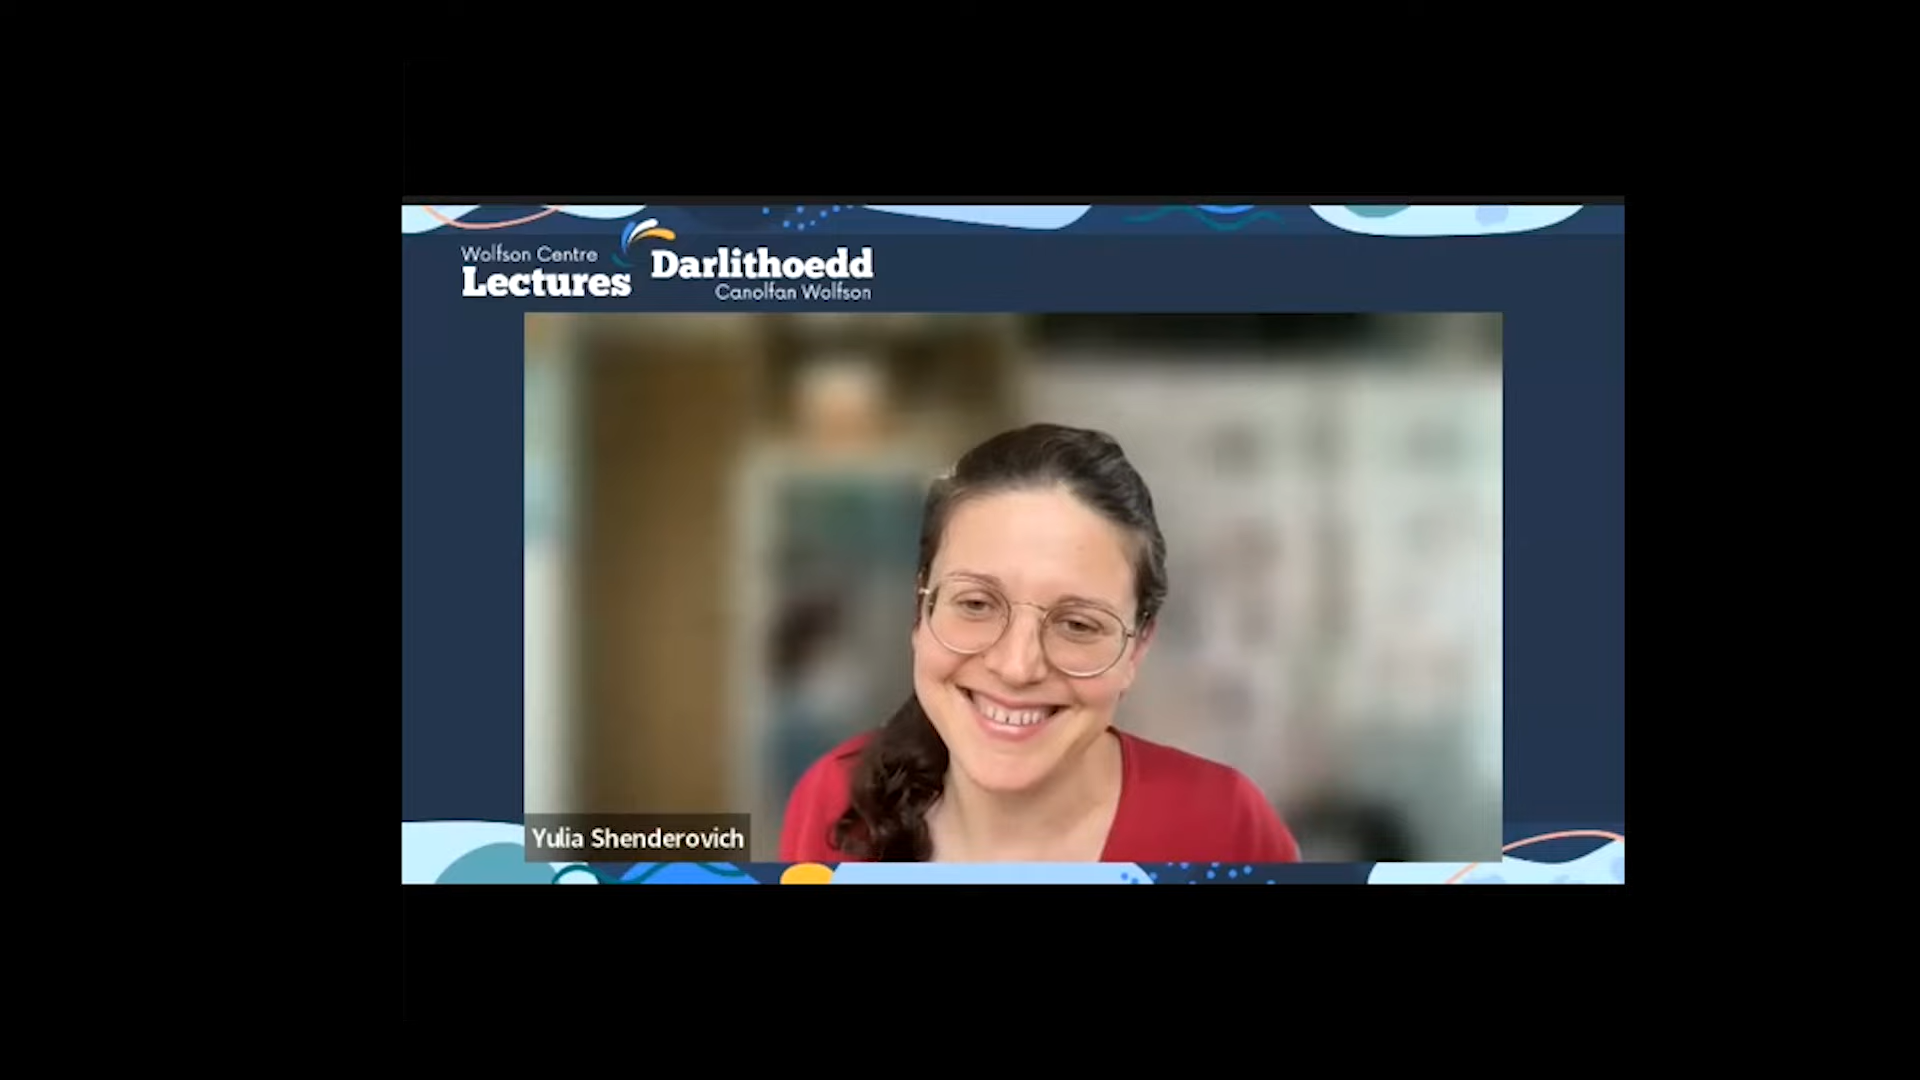 Wolfson Centre
Lectures
Darlithoedd
Canolfan Wolfson
Yulia Shenderovich